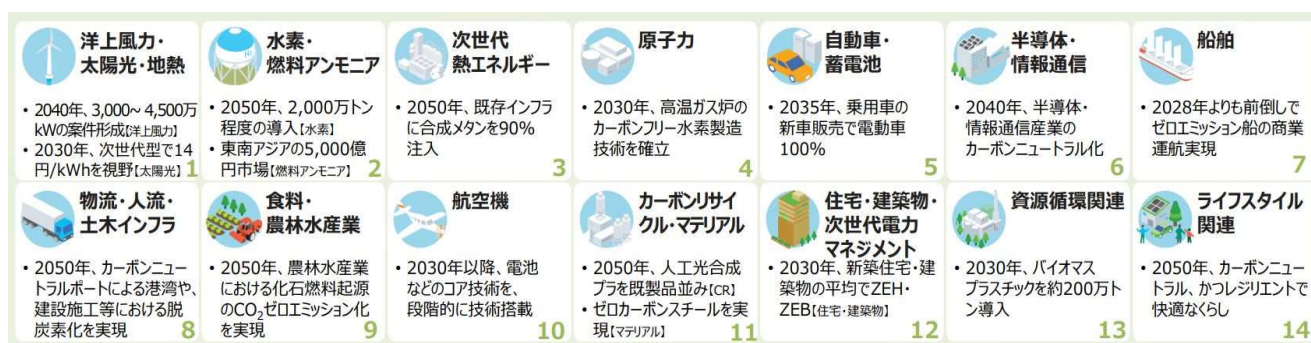 洋上風力・
太陽光・地熱
• 2040年、3,000~ 4,500万
kWの案件形成【洋上風力】
• 2030年、次世代型で14
円/kWhを視野【太陽光】
1
水素・
燃料アンモニア
• 2050年、2,000万トン
程度の導入【水素】
• 東南アジアの5,000億
円市場【燃料アンモニア】
2
次世代
熱エネルギー
• 2050年、既存インフラ
に合成メタンを90%
注入
3
原子力
• 2030年、高温ガス炉の
カーボンフリー水素製造
技術を確立
4
自動車・
蓄電池
• 2035年、乗用車の
新車販売で電動車
100%
5
半導体・
情報通信
• 2040年、半導体・
情報通信産業の
カーボンニュートラル化
6
船舶
• 2028年よりも前倒しで
ゼロエミッション船の商業
運航実現
7
物流・人流・
土木インフラ
• 2050年、カーボンニュー
トラルポートによる港湾や、
建設施工等における脱
炭素化を実現
8
食料・
農林水産業
• 2050年、農林水産業
における化石燃料起源
のCO₂ゼロエミッション化
を実現
9
航空機
• 2030年以降、電池
などのコア技術を、
段階的に技術搭載
10
カーボンリサイ
クル・マテリアル
• 2050年、人工光合成
プラを既製品並み【CR】
• ゼロカーボンスチールを実
現【マテリアル】
11
住宅・建築物・
次世代電力
マネジメント
• 2030年、新築住宅・建
築物の平均でZEH・
ZEB【住宅・建築物】
12
資源循環関連
• 2030年、バイオマス
プラスチックを約200万ト
ン導入
13
ライフスタイル
関連
• 2050年、カーボンニュー
トラル、かつレジリエントで
快適なくらし
14